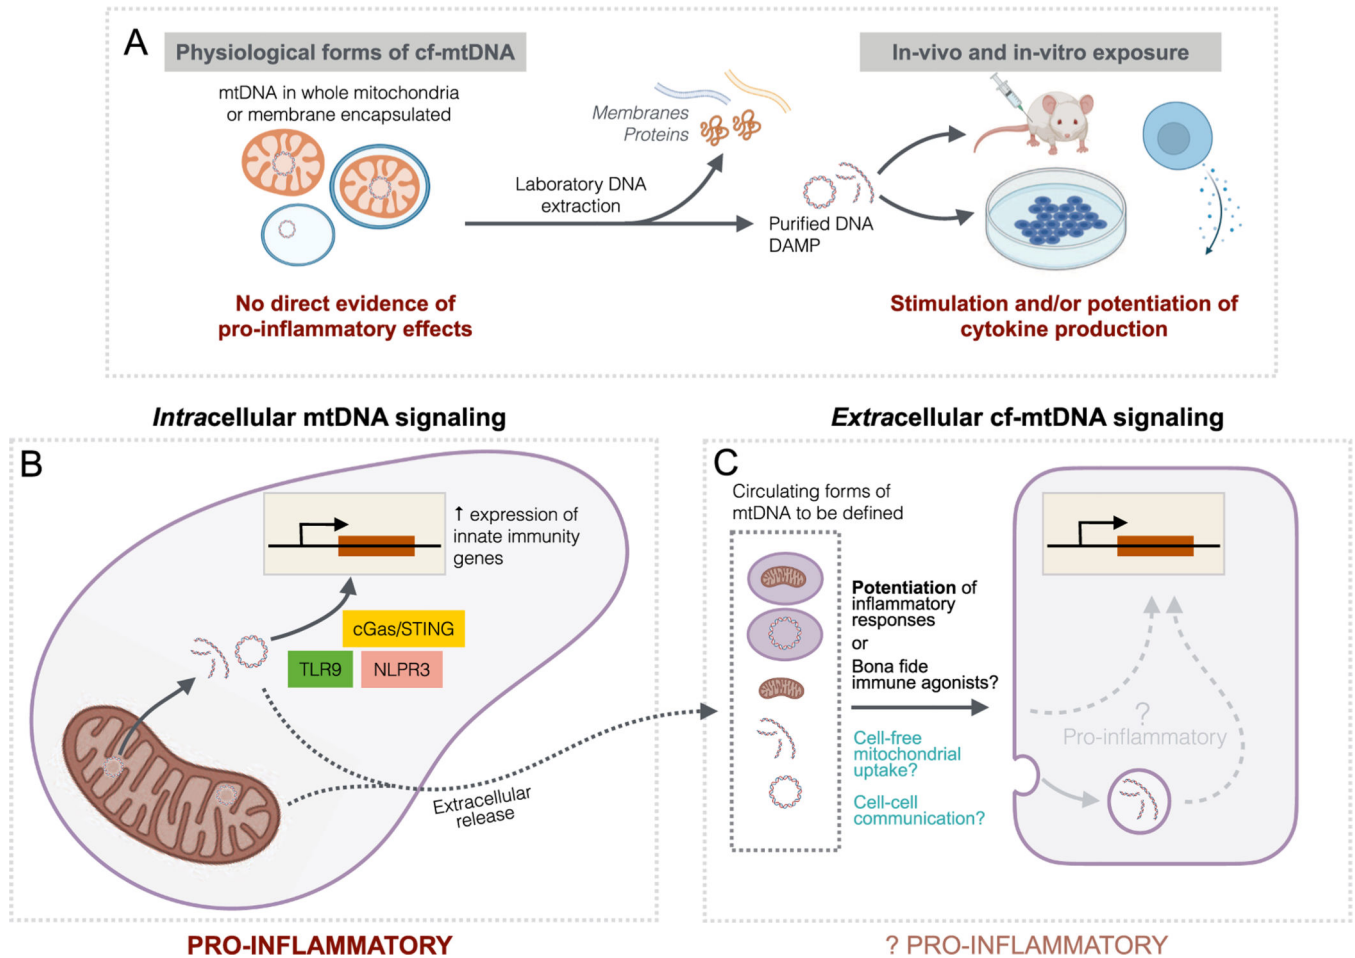 A
Physiological forms of cf-mtDNA
mtDNA in whole mitochondria
or membrane encapsulated
No direct evidence of
pro-inflammatory effects
Laboratory DNA
extraction
Membranes
Proteins
Purified DNA
DAMP
In-vivo and in-vitro exposure
Stimulation and/or potentiation of
cytokine production
Intracellular mtDNA signaling
B
↑ expression of
innate immunity
genes
cGas/STING
TLR9
NLPR3
Extracellular
release
PRO-INFLAMMATORY
Extracellular cf-mtDNA signaling
C
Circulating forms of
mtDNA to be defined
Potentiation of
inflammatory
responses
or
Bona fide
immune agonists?
Cell-free
mitochondrial
uptake?
Cell-cell
communication?
?
Pro-inflammatory
? PRO-INFLAMMATORY